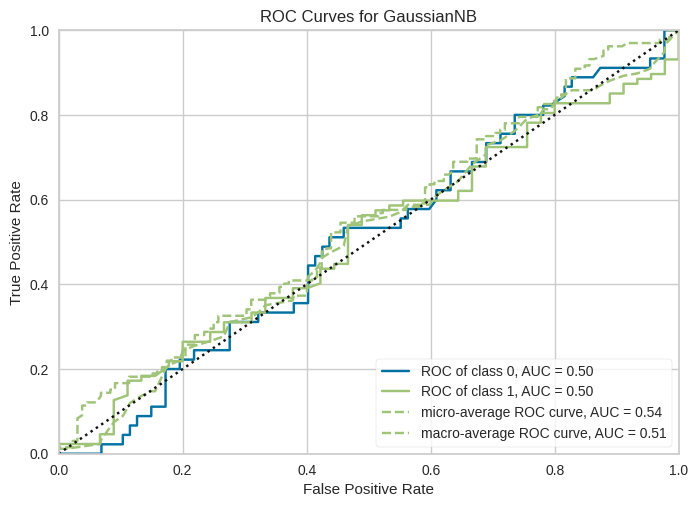 ROC Curves for GaussianNB
True Positive Rate
1.0
0.8
0.6
0.4
0.2
0.0
0.0 0.2 0.4 0.6 0.8 1.0
False Positive Rate
ROC of class 0, AUC = 0.50
ROC of class 1, AUC = 0.50
micro-average ROC curve, AUC = 0.54
macro-average ROC curve, AUC = 0.51